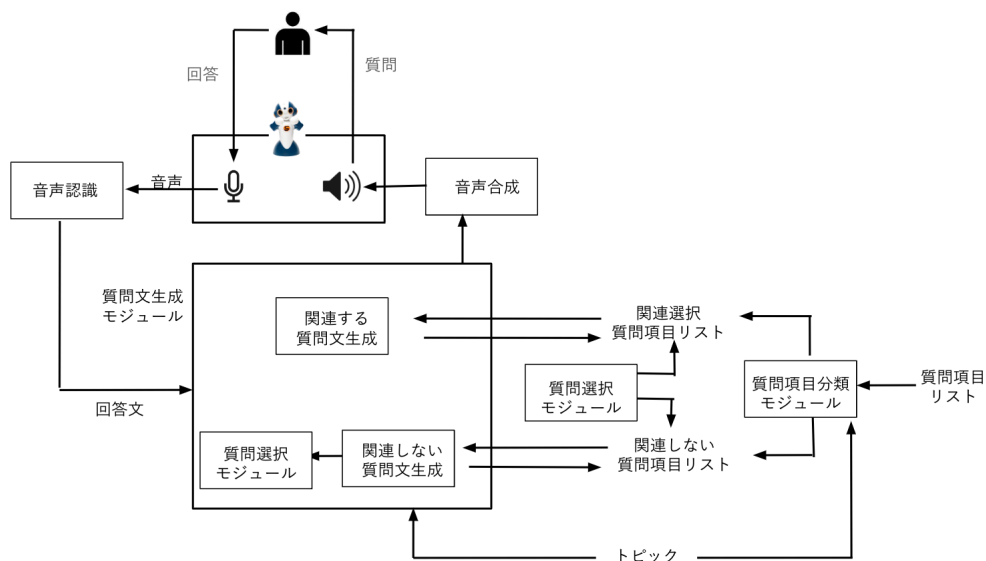 回答
質問
音声認識
音声
音声合成
質問文生成
モジュール
関連する
質問文生成
関連選択
質問項目リスト
質問選択
モジュール
質問項目分類
モジュール
質問項目
リスト
回答文
質問選択
モジュール
関連しない
質問文生成
関連しない
質問項目リスト
トピック